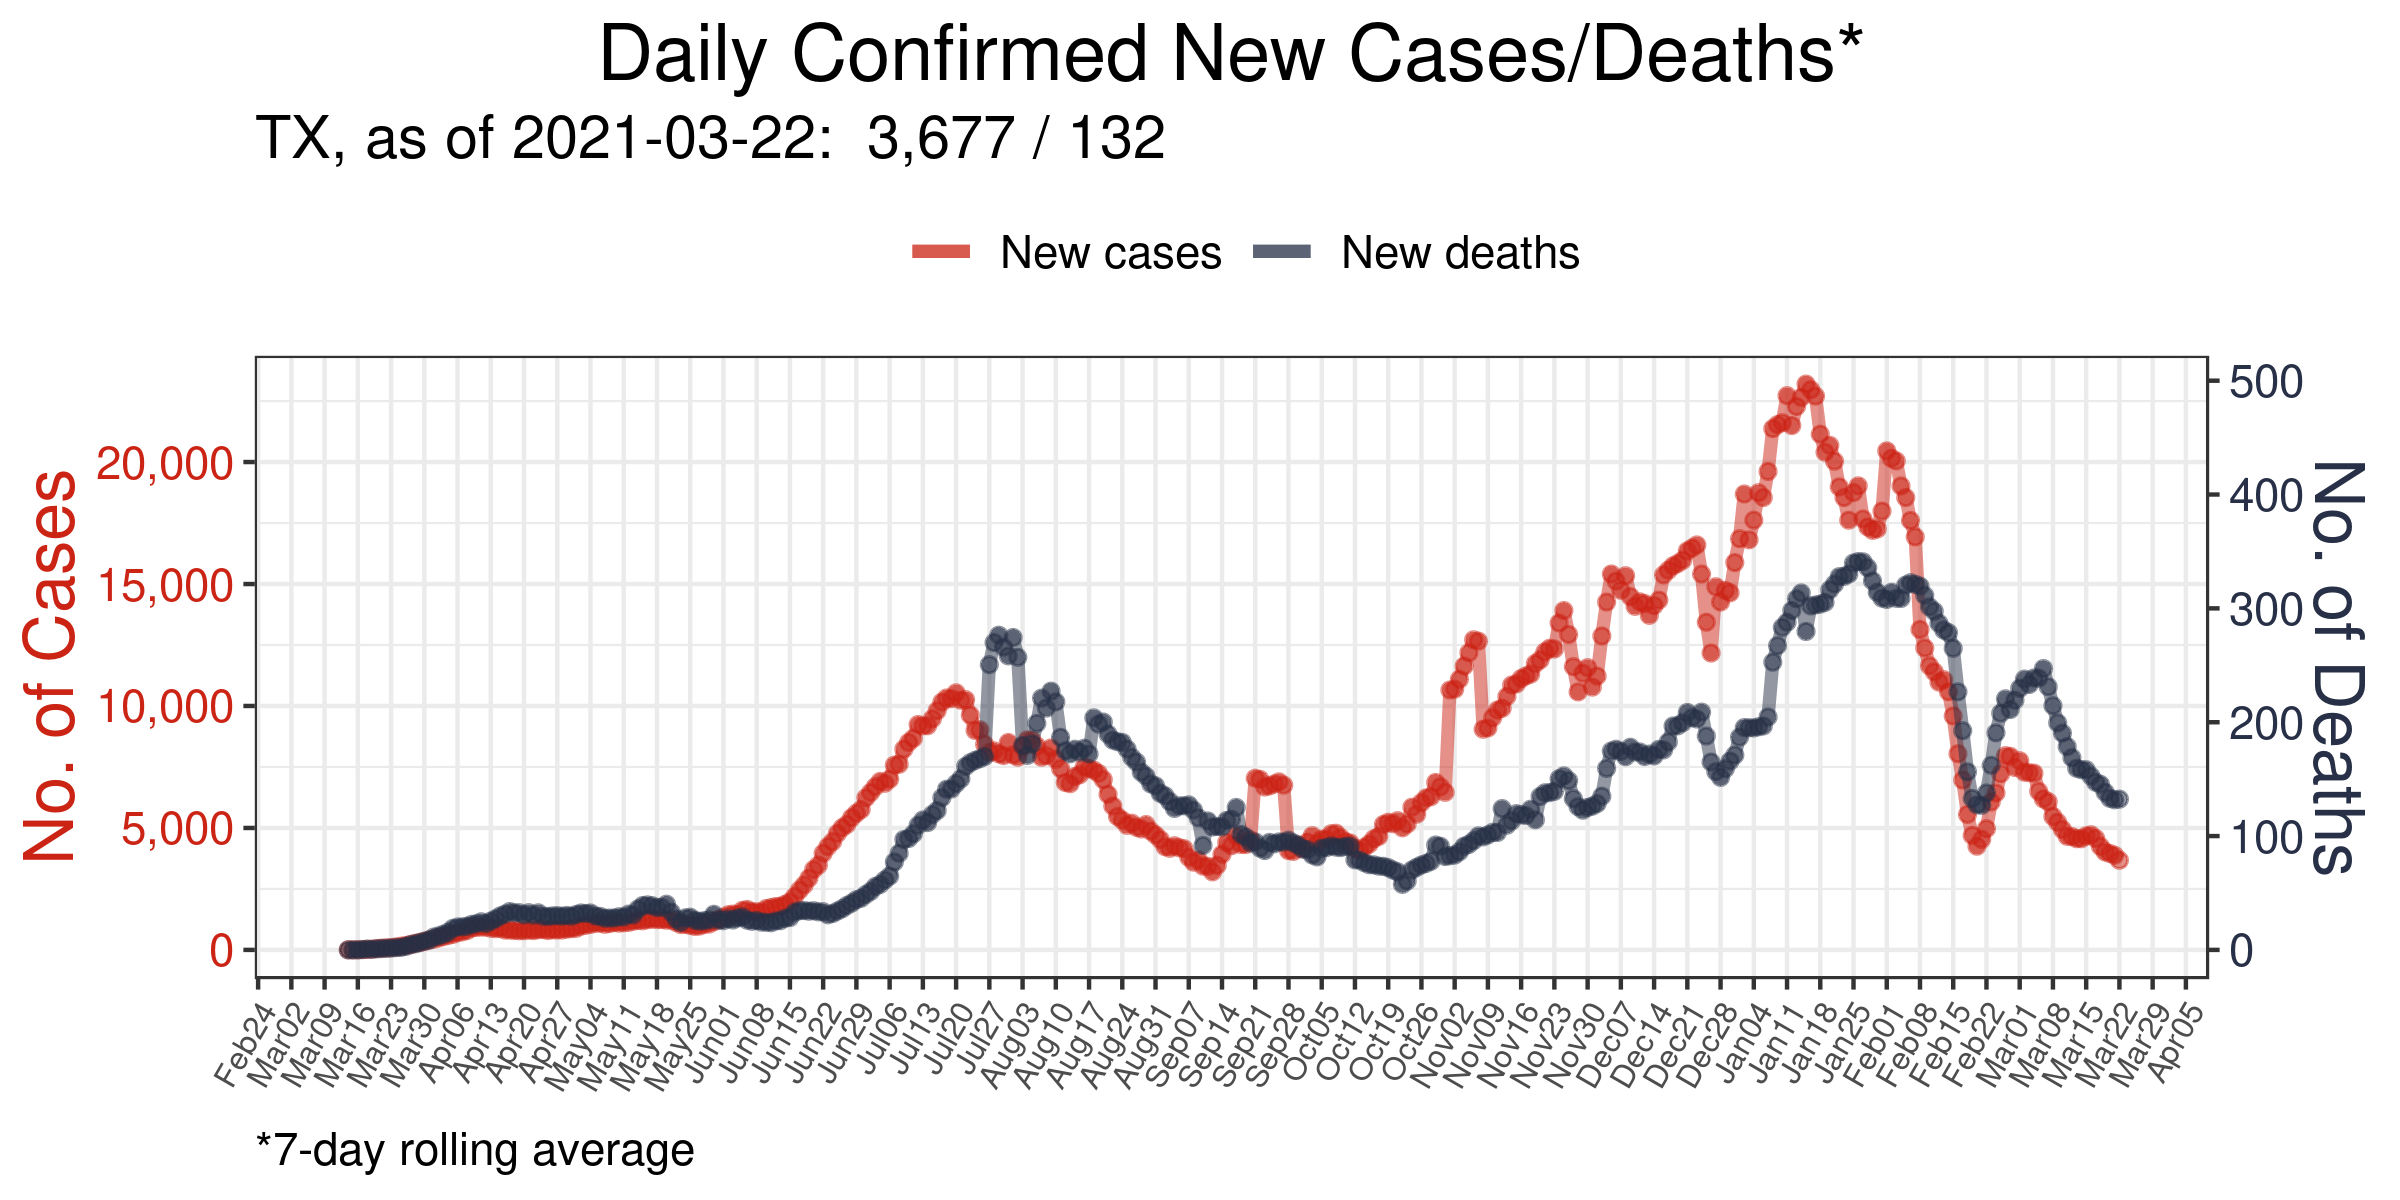 Daily Confirmed New Cases/Deaths*
TX, as of 2021-03-22:  3,677 / 132
New cases
New deaths
No. of Cases
20,000
15,000
10,000
5,000
0
500
400
300
200
100
0
No. of Deaths
Feb24
Mar02
Mar09
Mar16
Mar23
Mar30
Apr06
Apr13
Apr20
Apr27
May04
May11
May18
May25
Jun01
Jun08
Jun15
Jun22
Jun29
Jul06
Jul13
Jul20
Jul27
Aug03
Aug10
Aug17
Aug24
Aug31
Sep07
Sep14
Sep21
Sep28
Oct05
Oct12
Oct19
Oct26
Nov02
Nov09
Nov16
Nov23
Nov30
Dec07
Dec14
Dec21
Dec28
Jan04
Jan11
Jan18
Jan25
Feb01
Feb08
Feb15
Feb22
Mar01
Mar08
Mar15
Mar22
Mar29
Apr05
*7-day rolling average